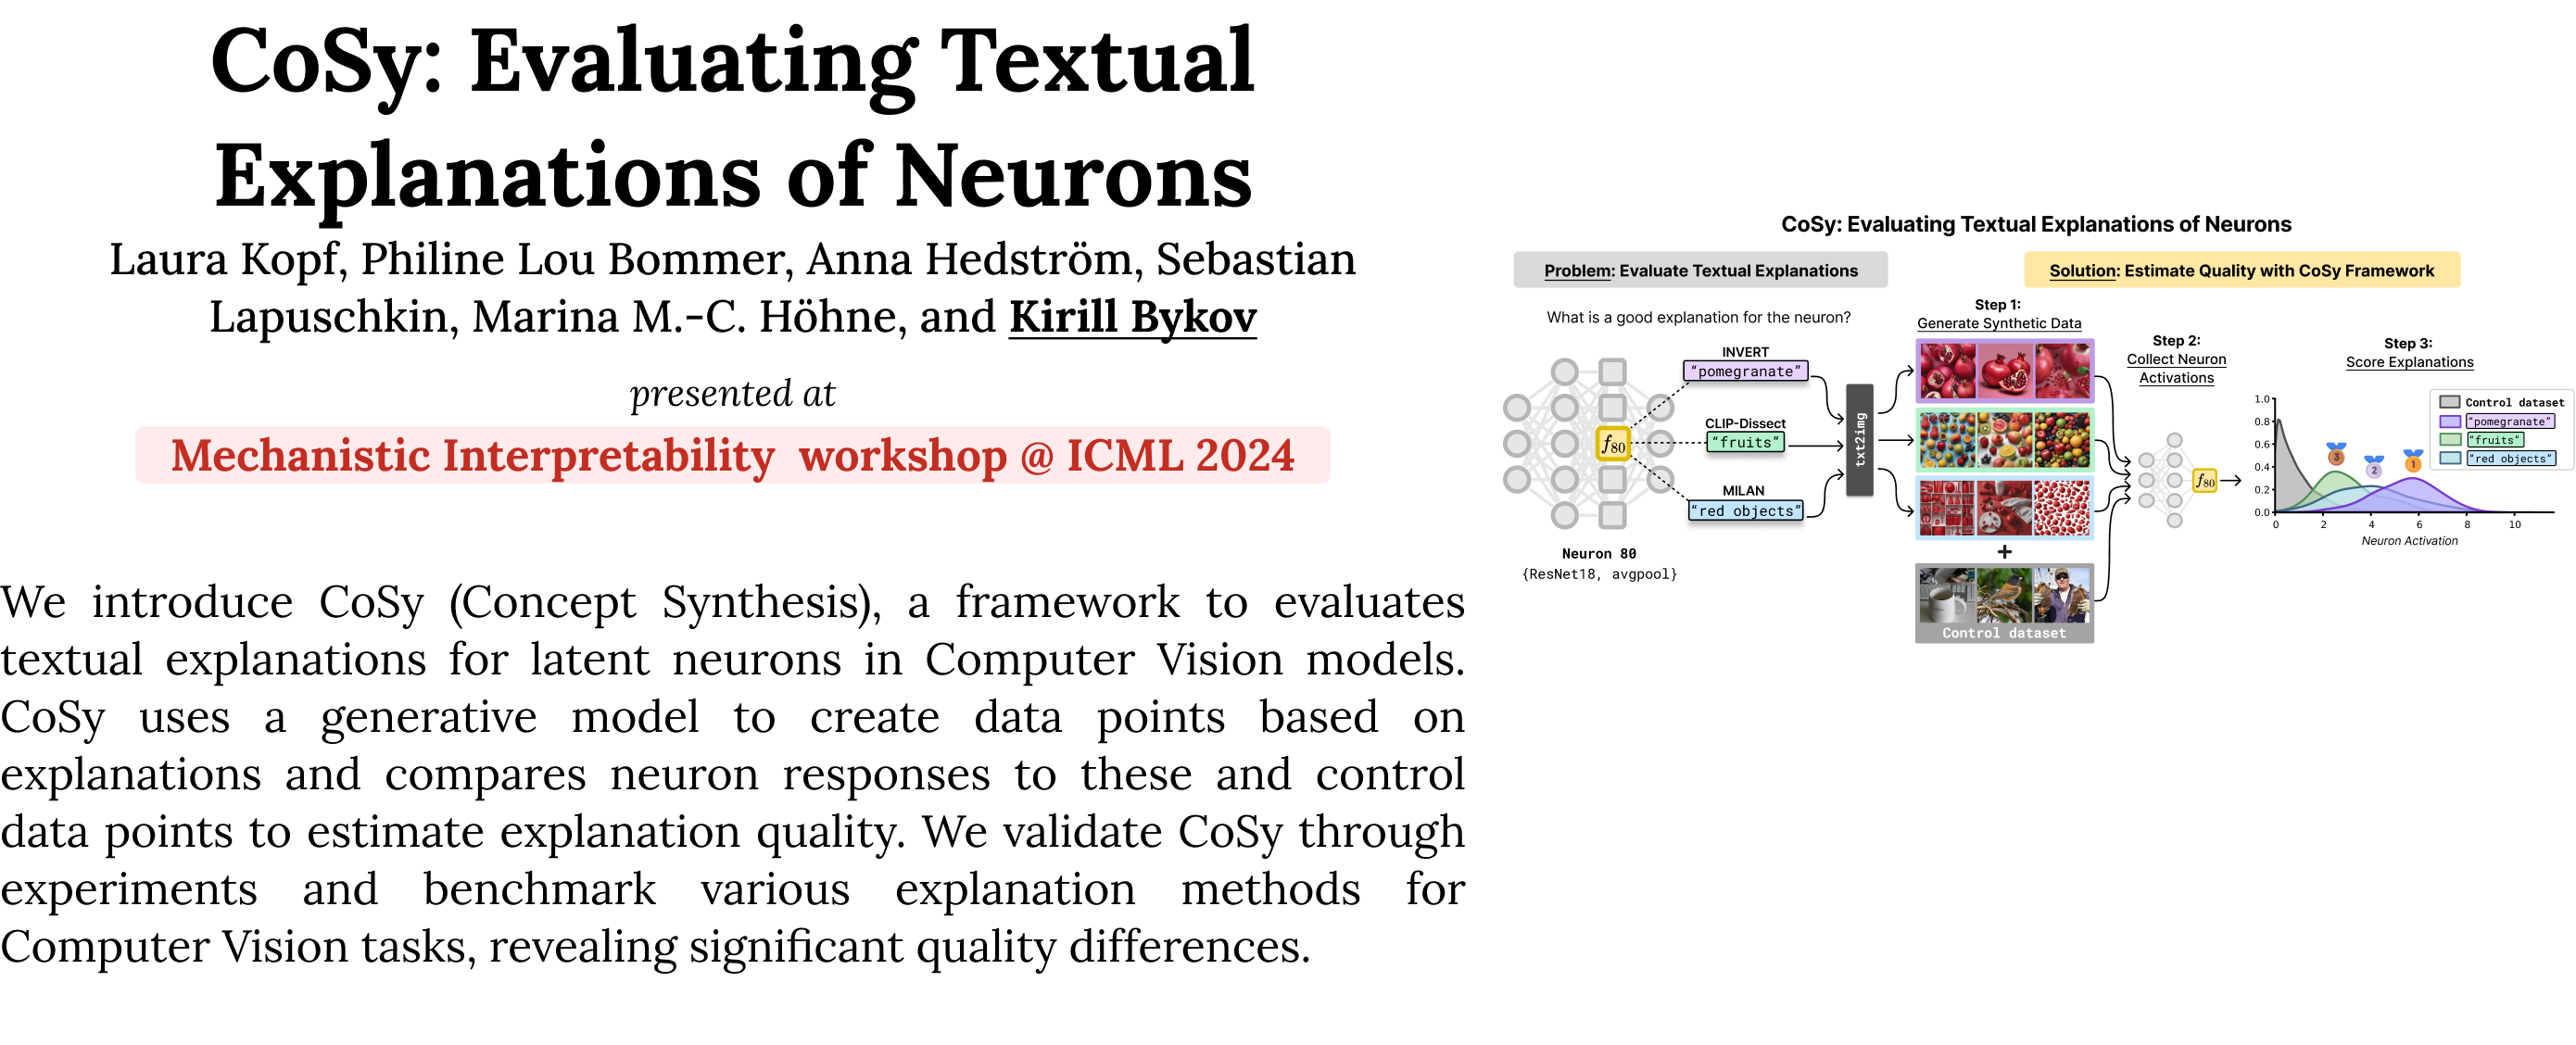 CoSy: Evaluating Textual
Explanations of Neurons
Laura Kopf, Philine Lou Bommer, Anna Hedström, Sebastian
Lapuschkin, Marina M.-C. Höhne, and Kirill Bykov
presented at
Mechanistic Interpretability workshop @ ICML 2024
We introduce CoSy (Concept Synthesis), a framework to evaluates
textual explanations for latent neurons in Computer Vision models.
CoSy uses a generative model to create data points based on
explanations and compares neuron responses to these and control
data points to estimate explanation quality. We validate CoSy through
experiments and benchmark various explanation methods for
Computer Vision tasks, revealing significant quality differences.
CoSy: Evaluating Textual Explanations of Neurons
Problem: Evaluate Textual Explanations
What is a good explanation for the neuron?
INVERT
"pomegranate"
CLIP-Dissect
"fruits"
MILAN
"red objects"
f80
Neuron 80
{ResNet18, avgpool}
txt2img
Solution: Estimate Quality with CoSy Framework
Step 1:
Generate Synthetic Data
+
Control dataset
Step 2:
Collect Neuron
Activations
f80
Step 3:
Score Explanations
Control dataset
"pomegranate"
"fruits"
"red objects"
3
2
1
1.0
0.8
0.6
0.4
0.2
0.0
0 2 4 6 8 10
Neuron Activation